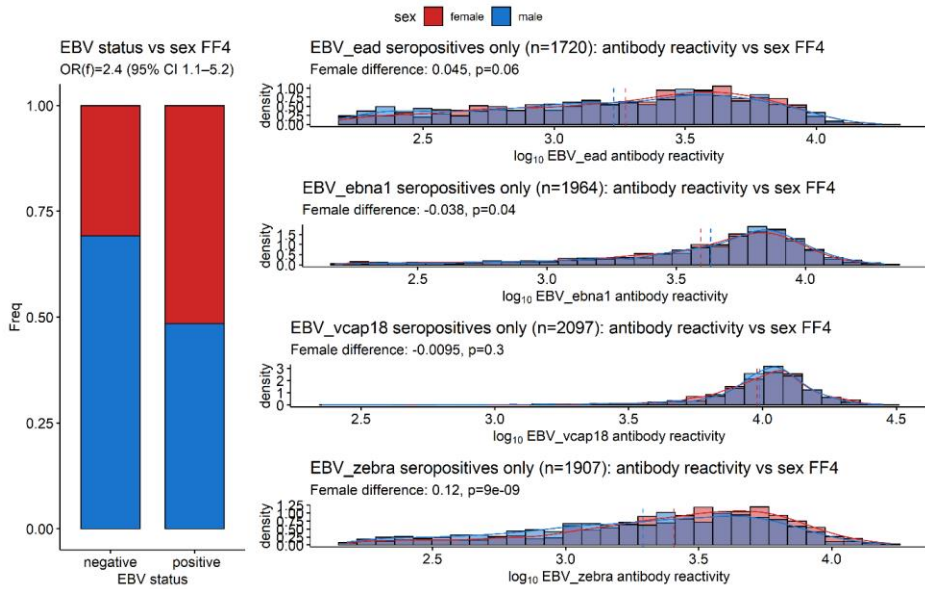 sex female male
EBV status vs sex FF4
OR(f)=2.4 (95% CI 1.1–5.2)
Freq
1.00
0.75
0.50
0.25
0.00
negative positive
EBV status
EBV_ead seropositives only (n=1720): antibody reactivity vs sex FF4
Female difference: 0.045, p=0.06
density
1.00
0.75
0.50
0.25
0.00
2.5 3.0 3.5 4.0
log10 EBV_ead antibody reactivity
EBV_ebna1 seropositives only (n=1964): antibody reactivity vs sex FF4
Female difference: -0.038, p=0.04
density
1.5
1.0
0.5
0.0
2.5 3.0 3.5 4.0
log10 EBV_ebna1 antibody reactivity
EBV_vcap18 seropositives only (n=2097): antibody reactivity vs sex FF4
Female difference: -0.0095, p=0.3
density
3
2
1
0
2.5 3.0 3.5 4.0 4.5
log10 EBV_vcap18 antibody reactivity
EBV_zebra seropositives only (n=1907): antibody reactivity vs sex FF4
Female difference: 0.12, p=9e-09
density
1.25
1.00
0.75
0.50
0.25
0.00
2.5 3.0 3.5 4.0
log10 EBV_zebra antibody reactivity